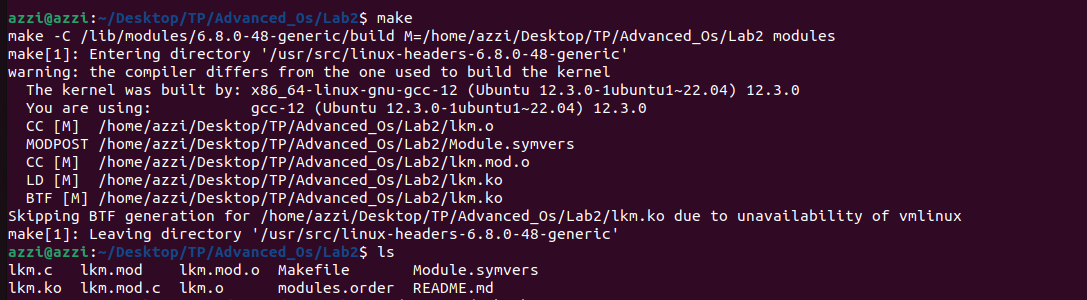 azzi@azzi:~/Desktop/TP/Advanced_Os/Lab2$ make
make -C /lib/modules/6.8.0-48-generic/build M=/home/azzi/Desktop/TP/Advanced_Os/Lab2 modules
make[1]: Entering directory '/usr/src/linux-headers-6.8.0-48-generic'
warning: the compiler differs from the one used to build the kernel
  The kernel was built by: x86_64-linux-gnu-gcc-12 (Ubuntu 12.3.0-1ubuntu1~22.04) 12.3.0
  You are using:           gcc-12 (Ubuntu 12.3.0-1ubuntu1~22.04) 12.3.0
  CC [M]  /home/azzi/Desktop/TP/Advanced_Os/Lab2/lkm.o
  MODPOST /home/azzi/Desktop/TP/Advanced_Os/Lab2/Module.symvers
  CC [M]  /home/azzi/Desktop/TP/Advanced_Os/Lab2/lkm.mod.o
  LD [M]  /home/azzi/Desktop/TP/Advanced_Os/Lab2/lkm.ko
  BTF [M] /home/azzi/Desktop/TP/Advanced_Os/Lab2/lkm.ko
Skipping BTF generation for /home/azzi/Desktop/TP/Advanced_Os/Lab2/lkm.ko due to unavailability of vmlinux
make[1]: Leaving directory '/usr/src/linux-headers-6.8.0-48-generic'
azzi@azzi:~/Desktop/TP/Advanced_Os/Lab2$ ls
lkm.c   lkm.mod    lkm.mod.o  Makefile       Module.symvers
lkm.ko  lkm.mod.c  lkm.o      modules.order  README.md